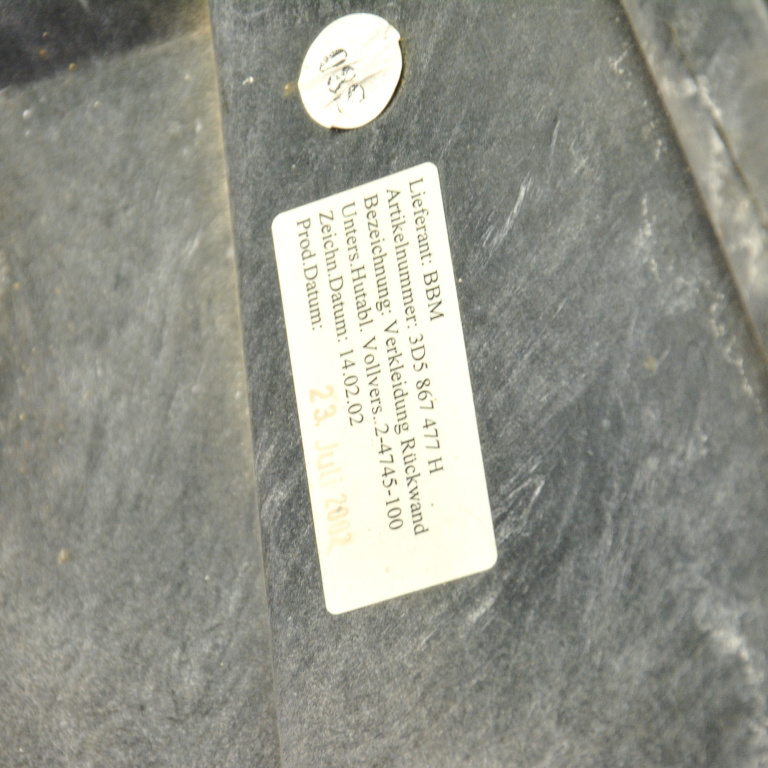 Lieferant: BBM
Artikelnummer: 3D5 867 477 H
Bezeichnung: Verkleidung Rückwand
Unters.Hutabl. Vollvers..2-4745-100
Zeichn.Datum: 14.02.02
Prod.Datum: 23. Juli 2002